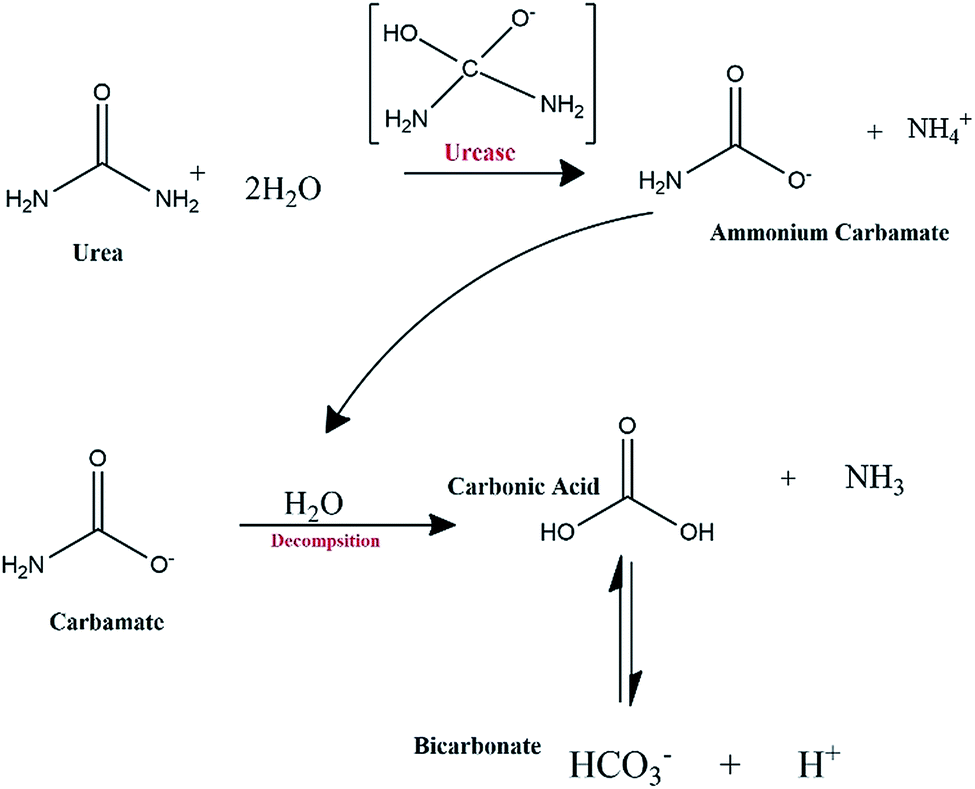 HO O-
C
H2N NH2
O
H2N NH2 + 2H2O
Urease
O
H2N O-
+ NH4+
Urea
Ammonium Carbamate
O
H2N O-
Carbamate
H2O
Decompsition
Carbonic Acid
O
HO OH
+ NH3
Bicarbonate HCO3- + H+